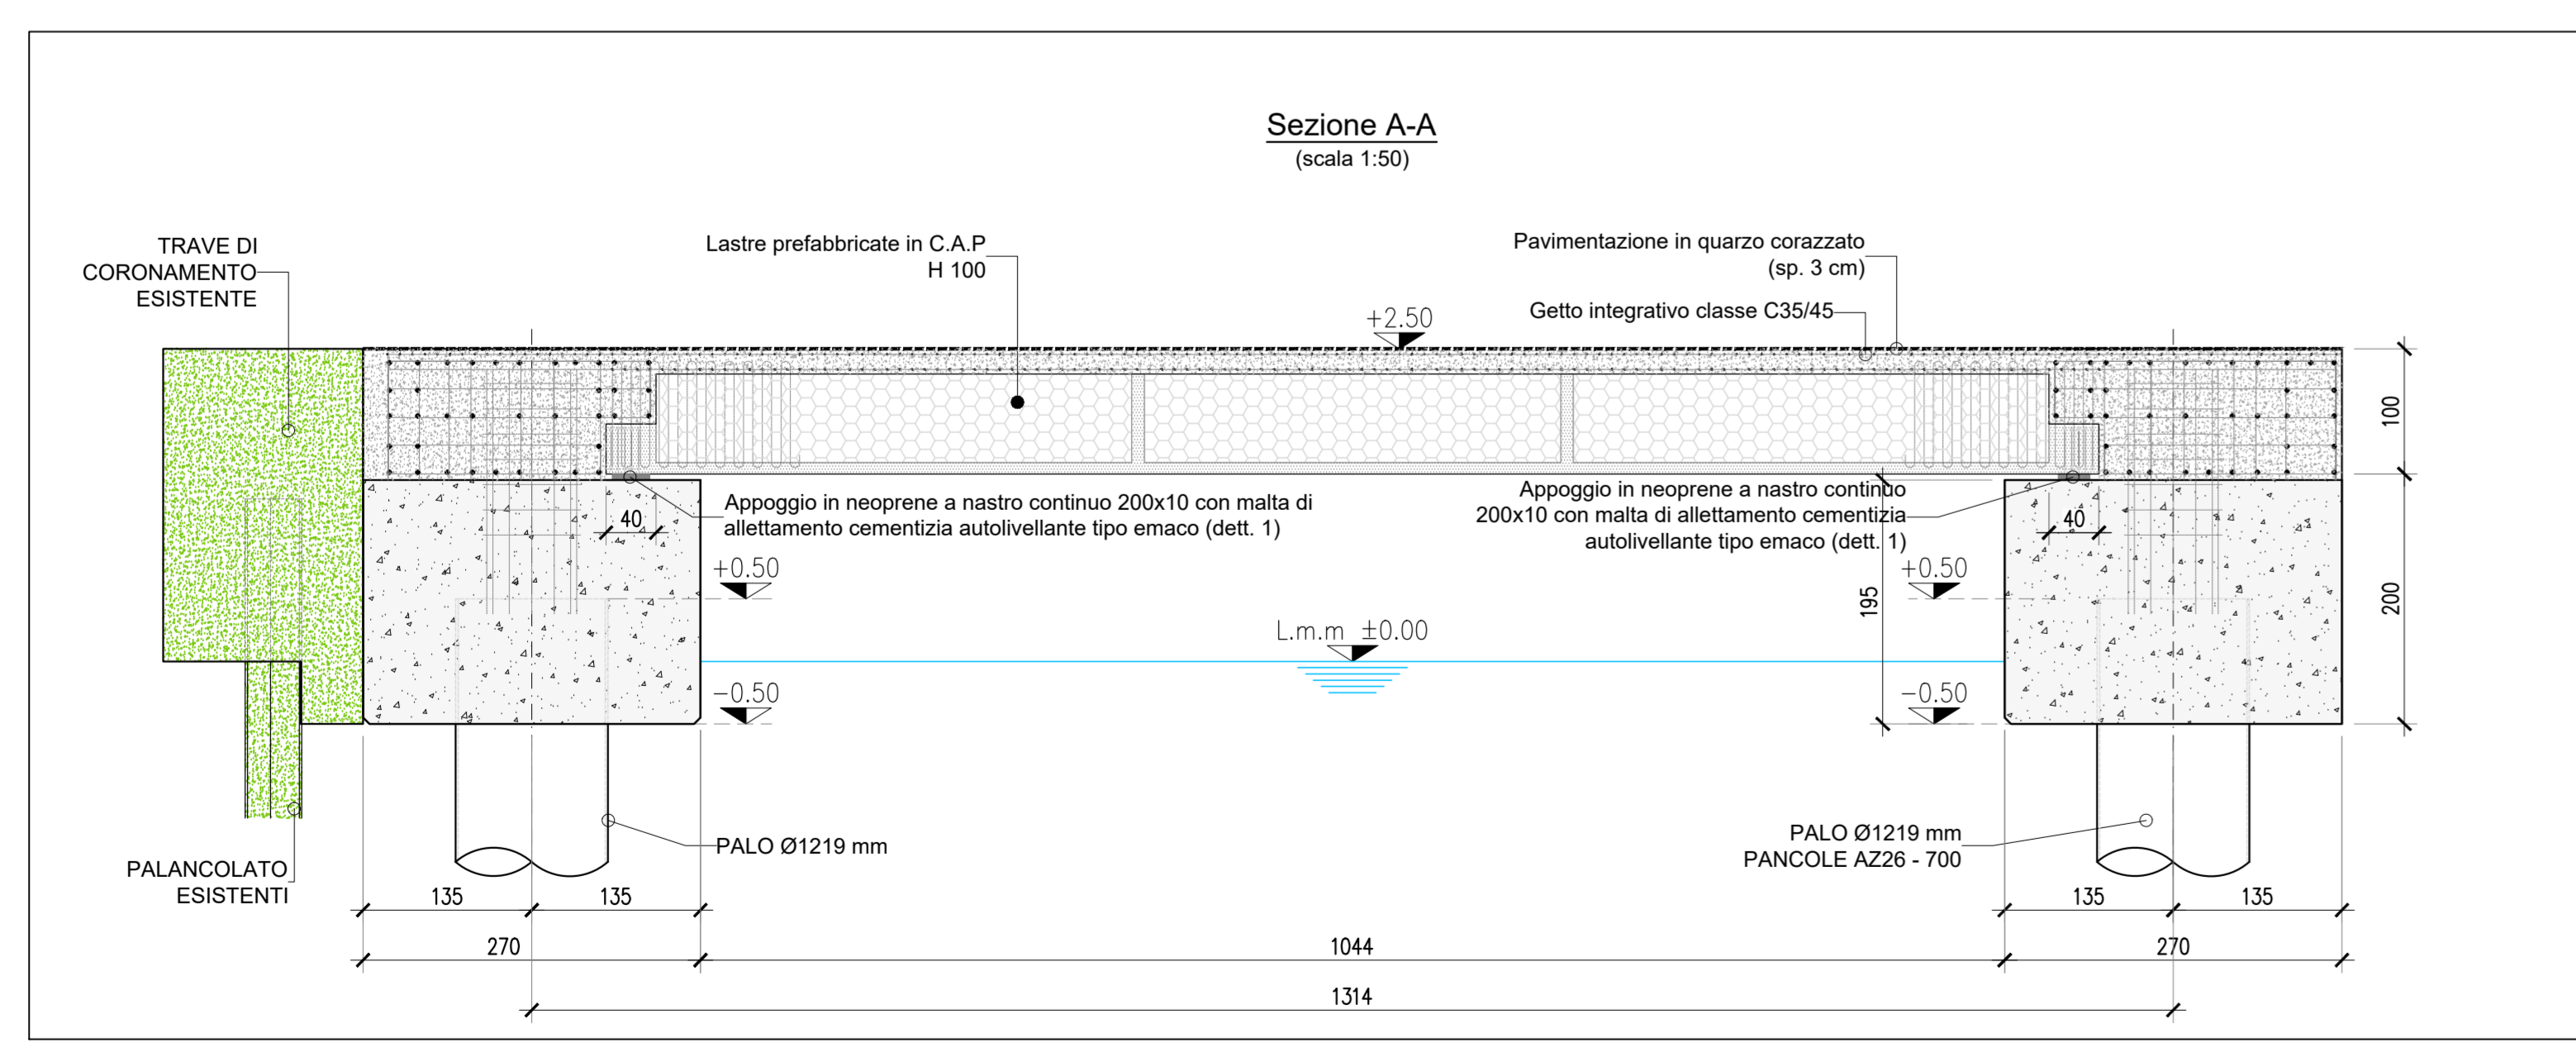 Sezione A-A
(scala 1:50)
TRAVE DI
CORONAMENTO
ESISTENTE
Lastre prefabbricate in C.A.P
H 100
Pavimentazione in quarzo corazzato
(sp. 3 cm)
Getto integrativo classe C35/45
+2.50
100
Appoggio in neoprene a nastro continuo 200x10 con malta di
allettamento cementizia autolivellante tipo emaco (dett. 1)
40
Appoggio in neoprene a nastro continuo
200x10 con malta di allettamento cementizia
autolivellante tipo emaco (dett. 1)
40
+0.50
+0.50
195
200
L.m.m ±0.00
-0.50
-0.50
PALO Ø1219 mm
PALO Ø1219 mm
PANCOLE AZ26 - 700
PALANCOLATO
ESISTENTI
135
135
135
135
270
1044
270
1314